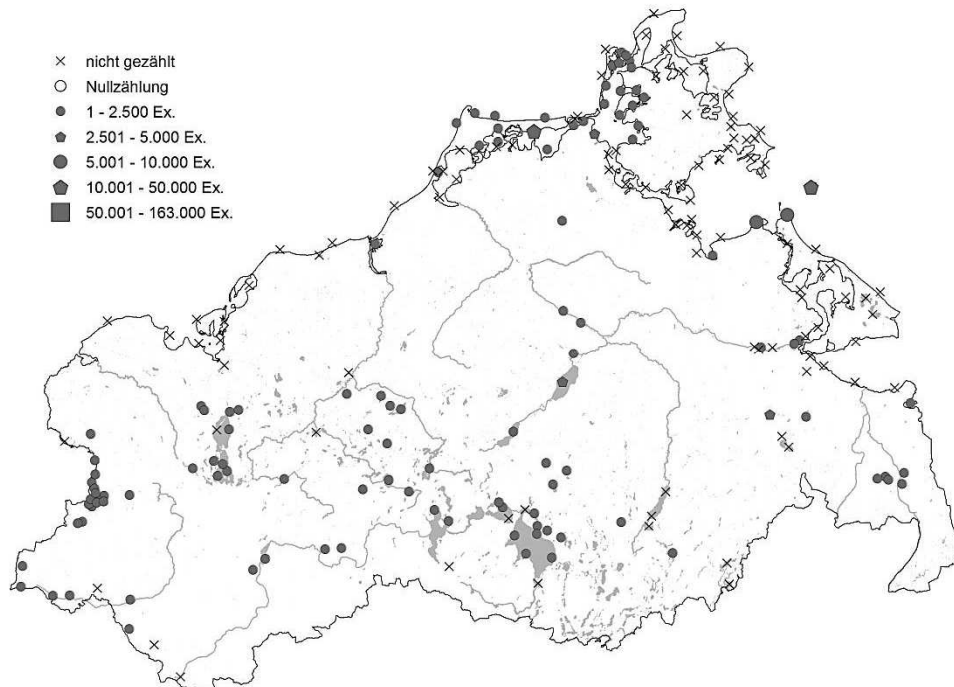 nicht gezählt
Nullzählung
1 - 2.500 Ex.
2.501 - 5.000 Ex.
5.001 - 10.000 Ex.
10.001 - 50.000 Ex.
50.001 - 163.000 Ex.